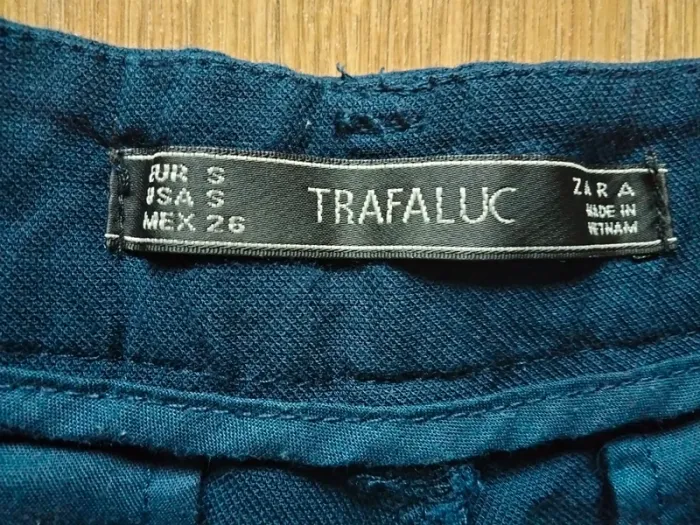 EUR S
USA S
MEX 26
TRAFALUC
ZARA
MADE IN
VIETNAM